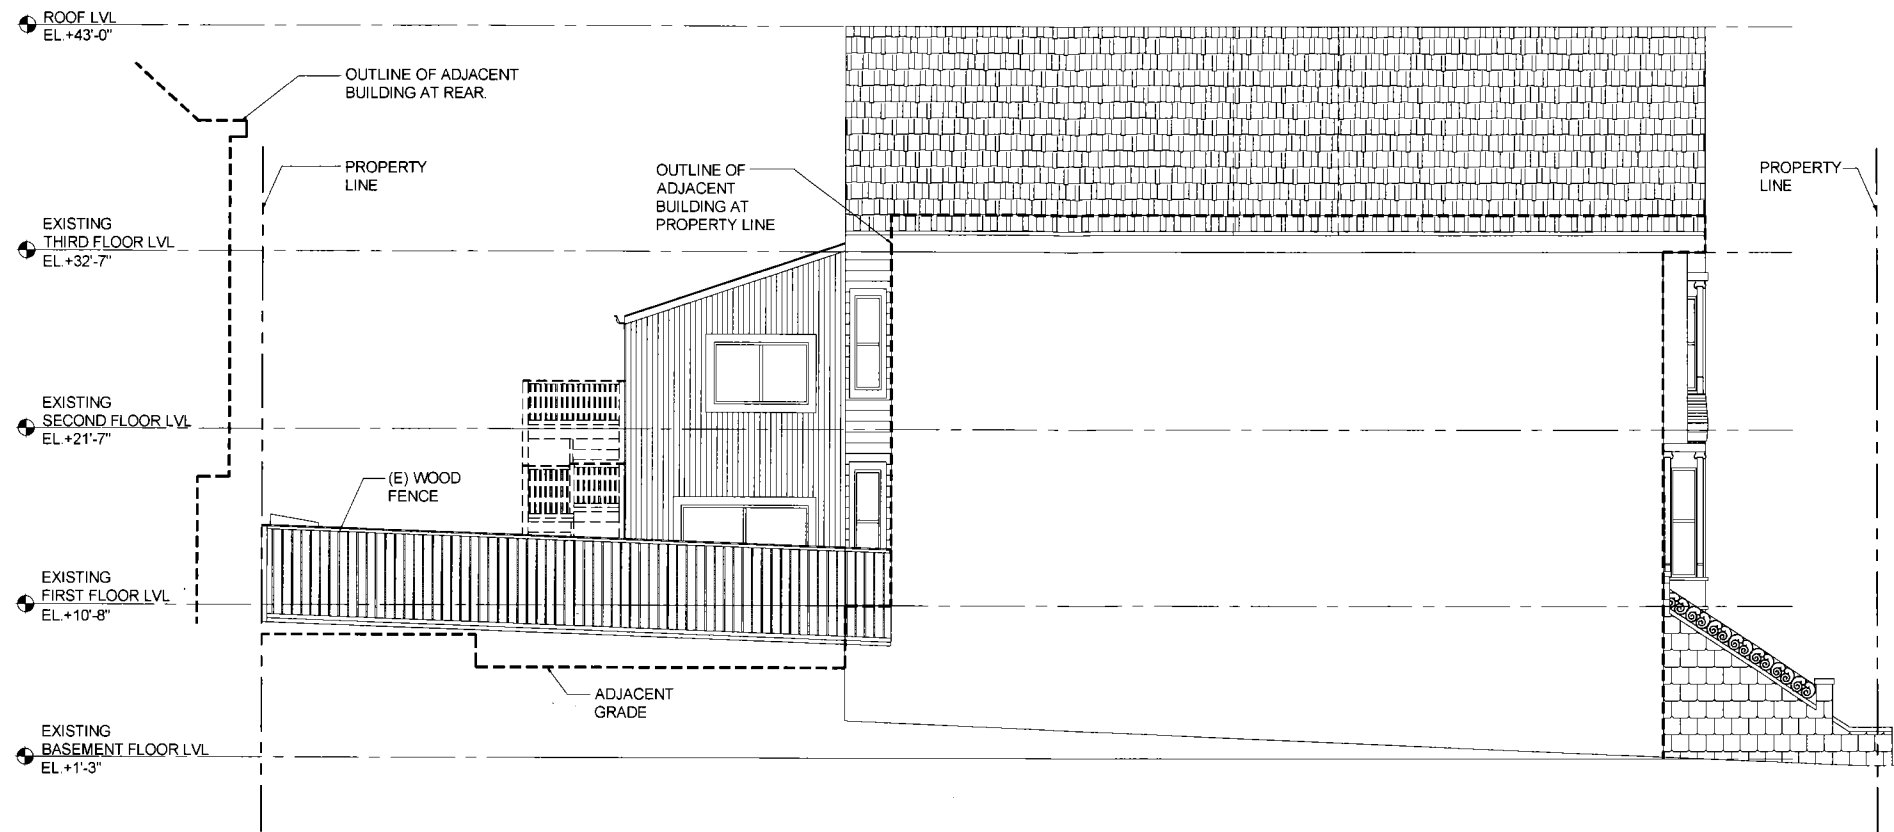 ROOF LVL
EL.+43'-0"
OUTLINE OF ADJACENT
BUILDING AT REAR.
PROPERTY
LINE
OUTLINE OF
ADJACENT
BUILDING AT
PROPERTY LINE
PROPERTY
LINE
EXISTING
THIRD FLOOR LVL
EL.+32'-7"
EXISTING
SECOND FLOOR LVL
EL.+21'-7"
(E) WOOD
FENCE
EXISTING
FIRST FLOOR LVL
EL.+10'-8"
ADJACENT
GRADE
EXISTING
BASEMENT FLOOR LVL
EL.+1'-3"